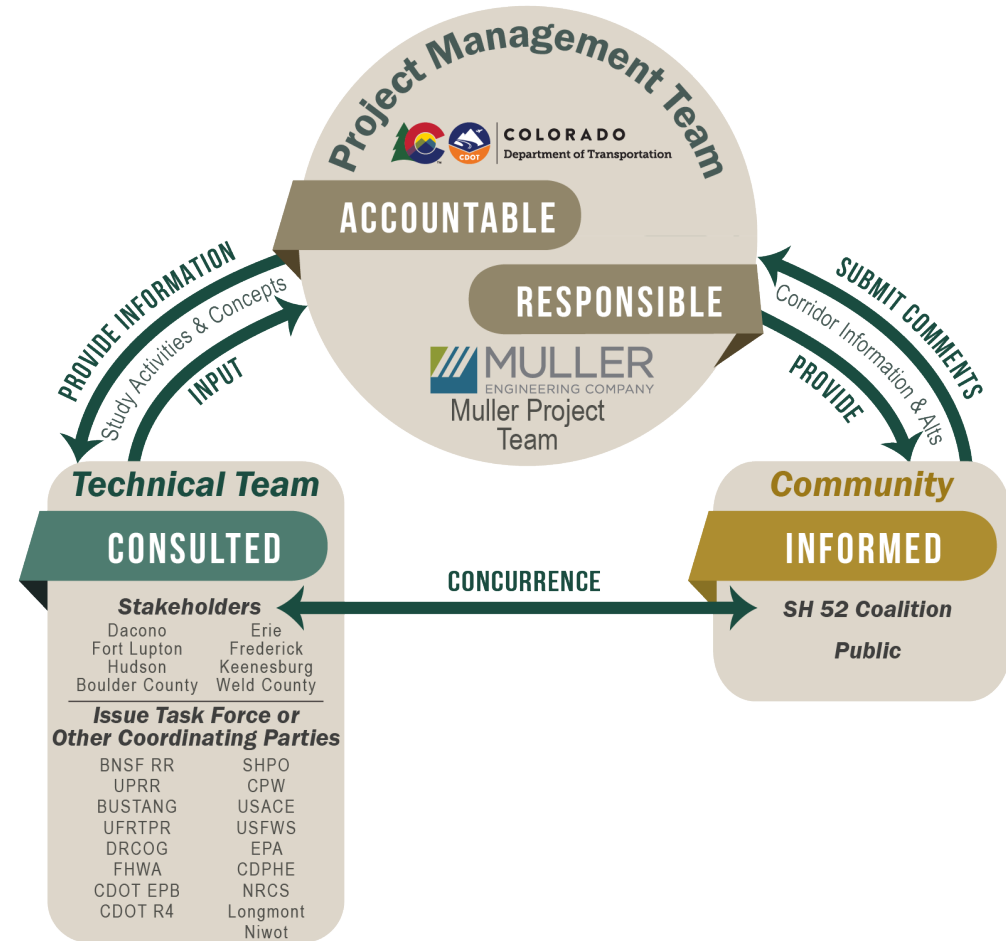 Project Management Team
COLORADO
Department of Transportation
CDOT
TM
ACCOUNTABLE
RESPONSIBLE
MULLER
ENGINEERING COMPANY
Muller Project
Team
PROVIDE INFORMATION
Study Activities & Concepts
INPUT
SUBMIT COMMENTS
Corridor Information & Alts
PROVIDE
Technical Team
CONSULTED
Stakeholders
Dacono Erie
Fort Lupton Frederick
Hudson Keenesburg
Boulder County Weld County
Issue Task Force or
Other Coordinating Parties
BNSF RR SHPO
UPRR CPW
BUSTANG USACE
UFRTPR USFWS
DRCOG EPA
FHWA CDPHE
CDOT EPB NRCS
CDOT R4 Longmont
Niwot
CONCURRENCE
Community
INFORMED
SH 52 Coalition
Public